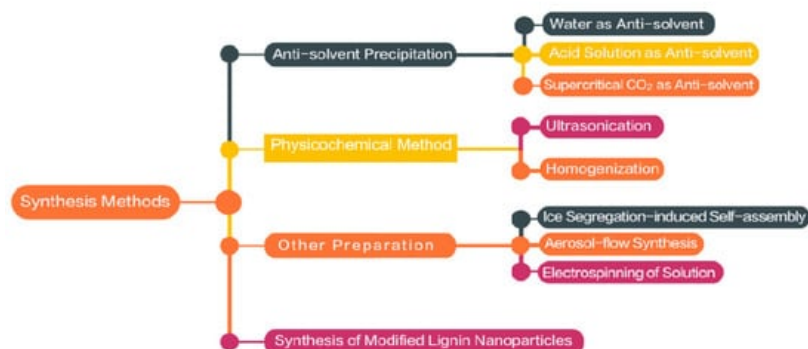 Synthesis Methods
Anti-solvent Precipitation
Water as Anti-solvent
Acid Solution as Anti-solvent
Supercritical CO₂ as Anti-solvent
Physicochemical Method
Ultrasonication
Homogenization
Other Preparation
Ice Segregation-induced Self-assembly
Aerosol-flow Synthesis
Electrospinning of Solution
Synthesis of Modified Lignin Nanoparticles